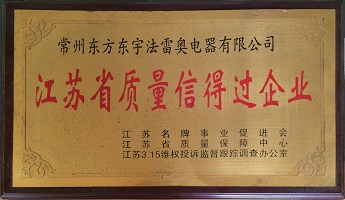 常州东方东宇法雷奥电器有限公司
江苏省质量信得过企业
江苏名牌事业促进会
江苏省质量保障中心
江苏3.15维权投诉监督跟踪调查办公室